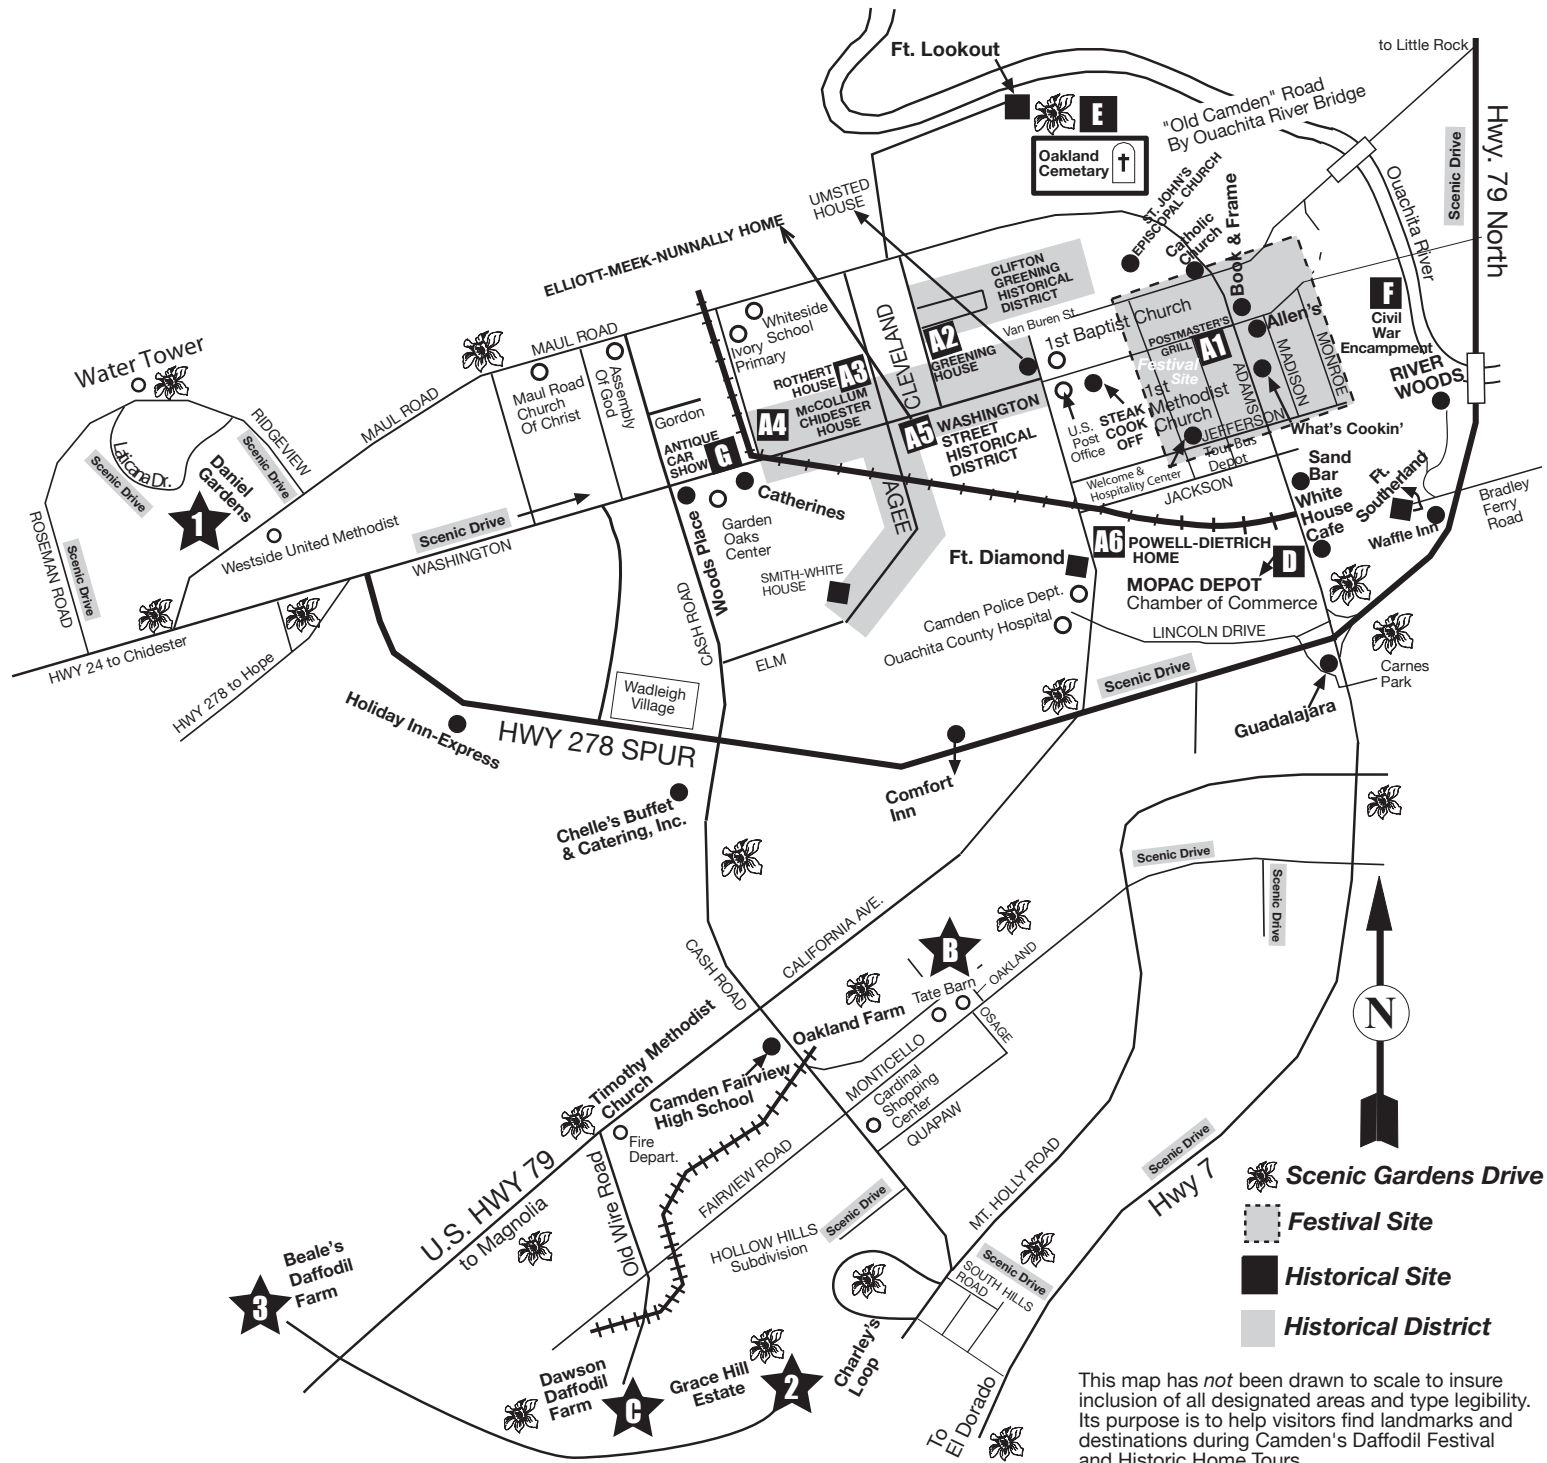 Ft. Lookout
to Little Rock
"Old Camden" Road
By Ouachita River Bridge
Hwy. 79 North
Scenic Drive
E
Oakland
Cemetary
Ouachita River
UMSTED
HOUSE
ST. JOHN'S
EPISCOPAL CHURCH
Catholic
Church
Book & Frame
ELLIOTT-MEEK-NUNNALLY HOME
CLIFTON
GREENING
HISTORICAL
DISTRICT
F
Civil
War
Encampment
Whiteside
School
Ivory
Primary
CLEVELAND
A2
GREENING
HOUSE
Van Buren St.
1st Baptist Church
POSTMASTER'S
GRILL
A1
Allen's
Festival
Site
MADISON
MONROE
ADAMS
RIVER
WOODS
Water Tower
MAUL ROAD
MAUL ROAD
Maul Road
Church
Of Christ
Assembly
Of God
Gordon
ROTHERT
HOUSE
A3
McCOLLUM
CHIDESTER
HOUSE
A4
A5
WASHINGTON
STREET
HISTORICAL
DISTRICT
U.S.
Post
Office
STEAK
COOK
OFF
1st
Methodist
Church
JEFFERSON
What's Cookin'
Tour Bus
Depot
Welcome &
Hospitality Center
JACKSON
Sand
Bar
White
House
Cafe
Ft.
Southerland
Waffle Inn
Bradley
Ferry
Road
RIDGEVIEW
Laticana Dr.
Scenic Drive
Scenic Drive
Daniel
Gardens
1
ROSEMAN ROAD
Scenic Drive
Westside United Methodist
Scenic Drive
WASHINGTON
ANTIQUE
CAR
SHOW
G
Catherines
Garden
Oaks
Center
Woods Place
CASH ROAD
AGEE
SMITH-WHITE
HOUSE
ELM
Ft. Diamond
A6
POWELL-DIETRICH
HOME
D
MOPAC DEPOT
Chamber of Commerce
Camden Police Dept.
Ouachita County Hospital
LINCOLN DRIVE
Carnes
Park
Scenic Drive
Guadalajara
HWY 24 to Chidester
HWY 278 to Hope
Holiday Inn-Express
Wadleigh
Village
HWY 278 SPUR
Comfort
Inn
Chelle's Buffet
& Catering, Inc.
Scenic Drive
Scenic Drive
CALIFORNIA AVE.
CASH ROAD
B
Tate Barn
OAKLAND
OSAGE
Oakland Farm
MONTICELLO
Cardinal
Shopping
Center
QUAPAW
Timothy Methodist
Church
Camden Fairview
High School
Fire
Depart.
N
U.S. HWY 79
to Magnolia
Old Wire Road
FAIRVIEW ROAD
HOLLOW HILLS
Subdivision
Scenic Drive
MT. HOLLY ROAD
Scenic Drive
Hwy 7
Scenic Drive
SOUTH HILLS
ROAD
Beale's
Daffodil
Farm
3
Dawson
Daffodil
Farm
C
Grace Hill
Estate
2
Charley's
Loop
To
El Dorado
Scenic Gardens Drive
Festival Site
Historical Site
Historical District
This map has not been drawn to scale to insure
inclusion of all designated areas and type legibility.
Its purpose is to help visitors find landmarks and
destinations during Camden's Daffodil Festival
and Historic Home Tours.